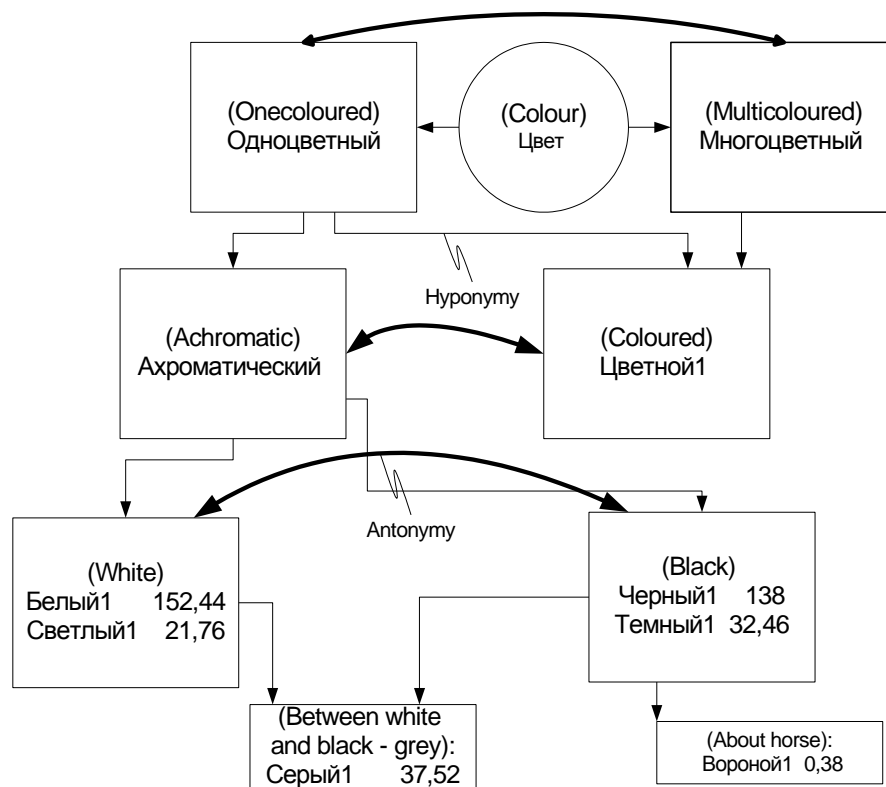 (Onecoloured)
Одноцветный
(Colour)
Цвет
(Multicoloured)
Многоцветный
Hyponymy
(Achromatic)
Ахроматический
(Coloured)
Цветной1
Antonymy
(White)
Белый1 152,44
Светлый1 21,76
(Black)
Черный1 138
Темный1 32,46
(Between white
and black - grey):
Серый1 37,52
(About horse):
Вороной1 0,38